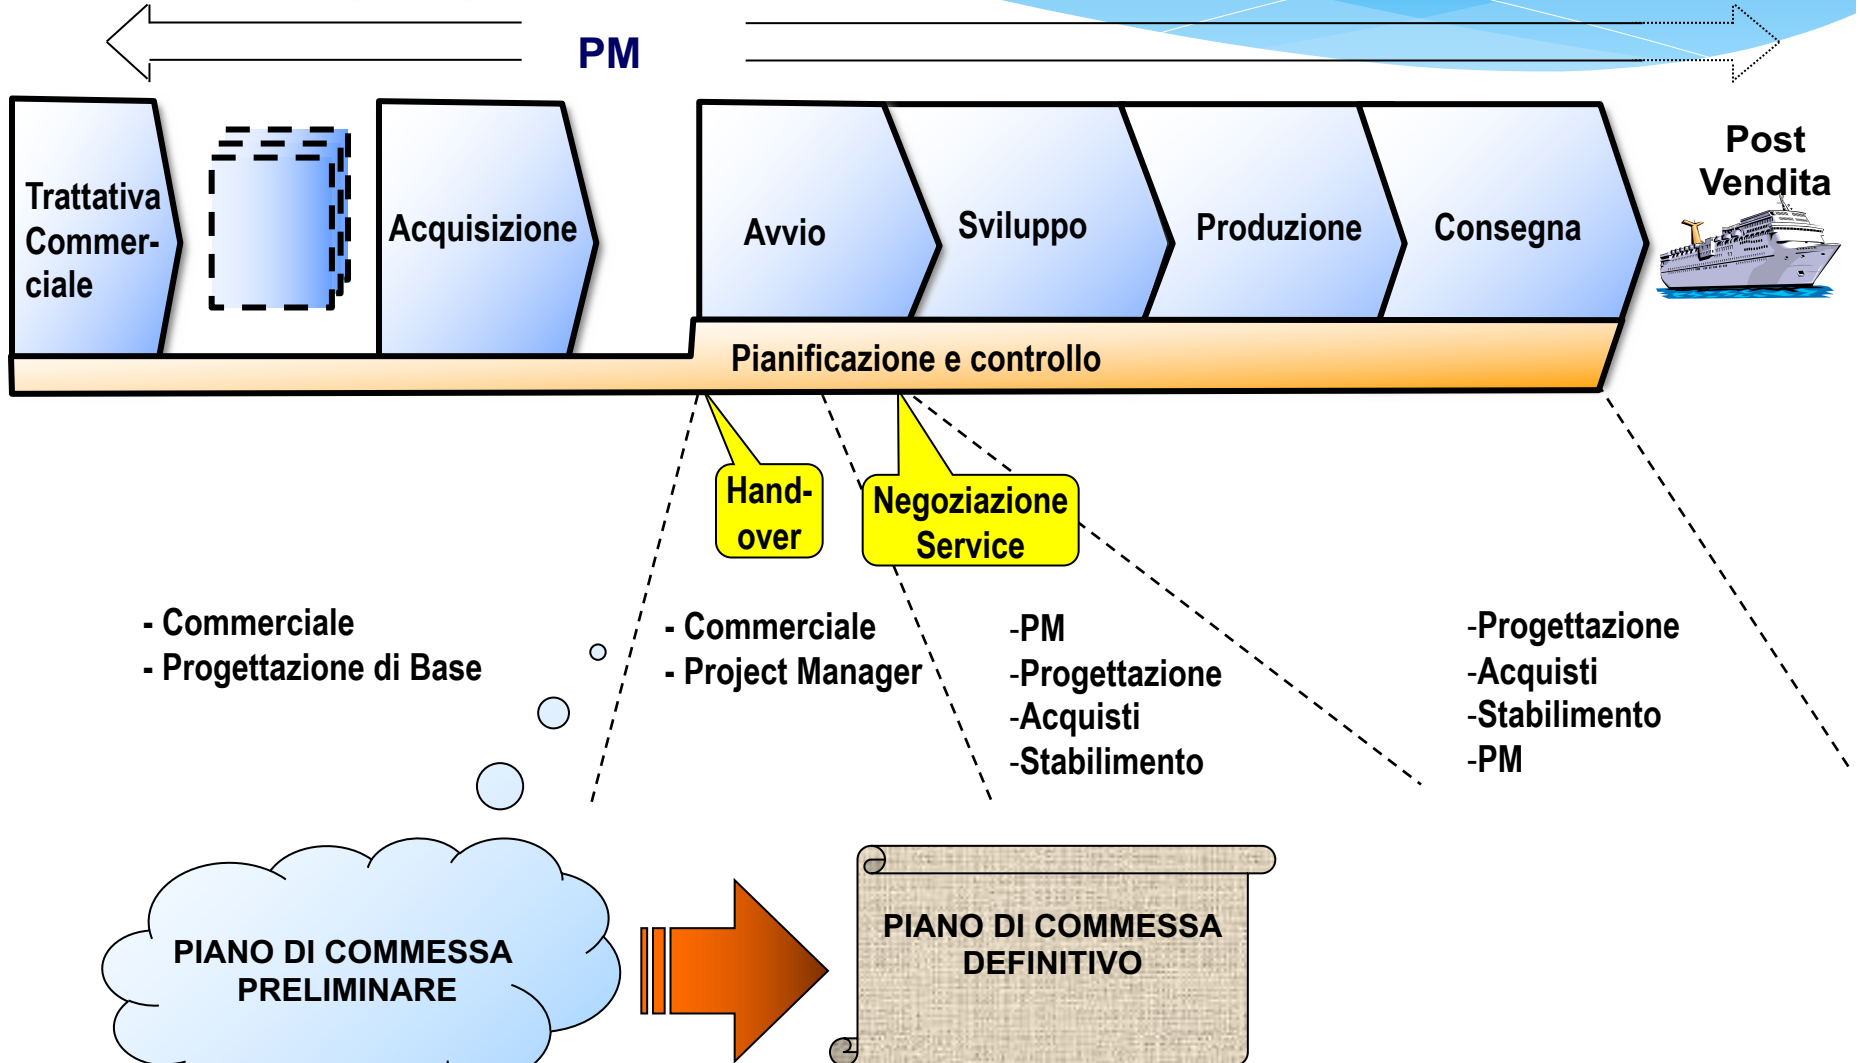 PM
Trattativa
Commer-
ciale
Acquisizione
Avvio
Sviluppo
Produzione
Consegna
Post
Vendita
Pianificazione e controllo
Hand-
over
Negoziazione
Service
- Commerciale
- Progettazione di Base
- Commerciale
- Project Manager
-PM
-Progettazione
-Acquisti
-Stabilimento
-Progettazione
-Acquisti
-Stabilimento
-PM
PIANO DI COMMESSA
PRELIMINARE
PIANO DI COMMESSA
DEFINITIVO